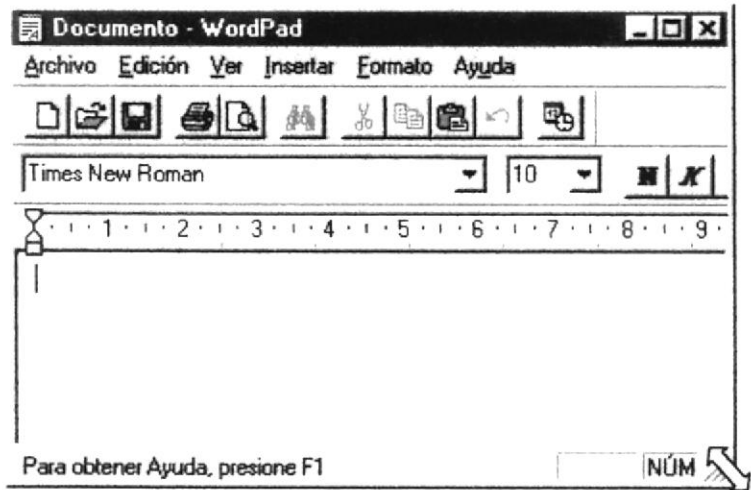 Documento - WordPad
Archivo Edición Ver Insertar Formato Ayuda
Times New Roman 10 N K
1 2 3 4 5 6 7 8 9
Para obtener Ayuda, presione F1 NÚM